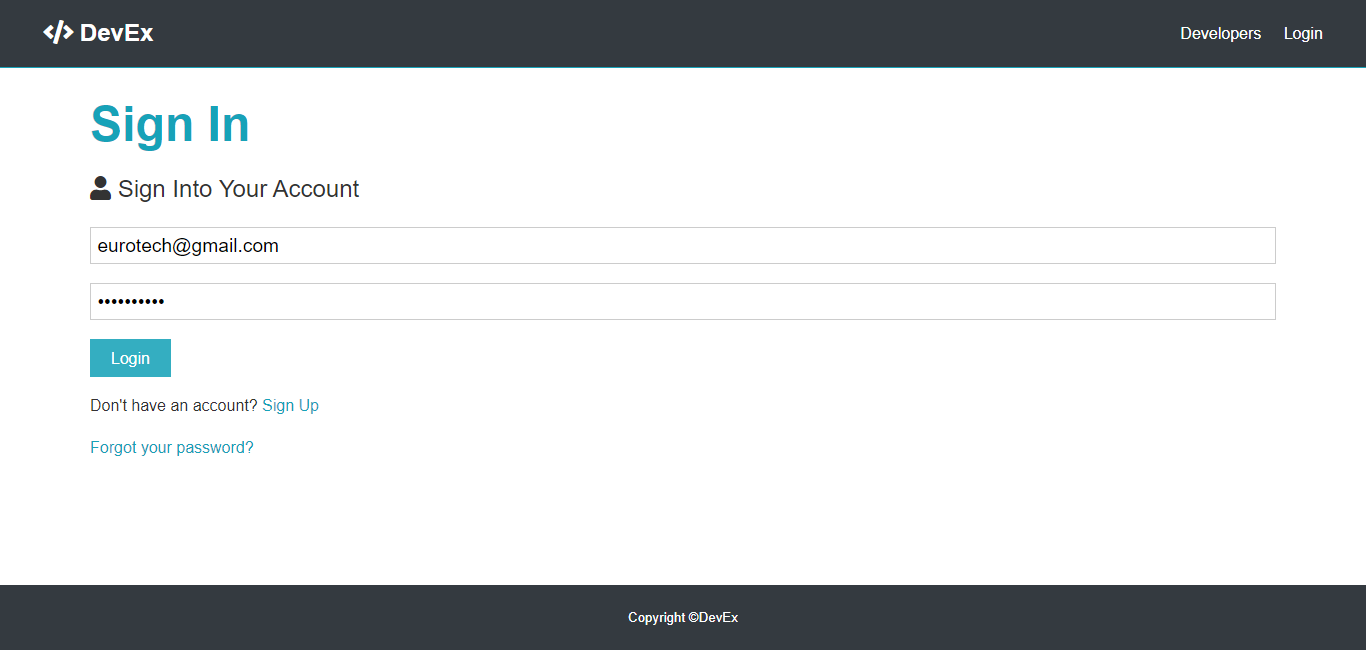 DevEx
Developers Login
Sign In
Sign Into Your Account
eurotech@gmail.com
••••••••••
Login
Don't have an account? Sign Up
Forgot your password?
Copyright ©DevEx